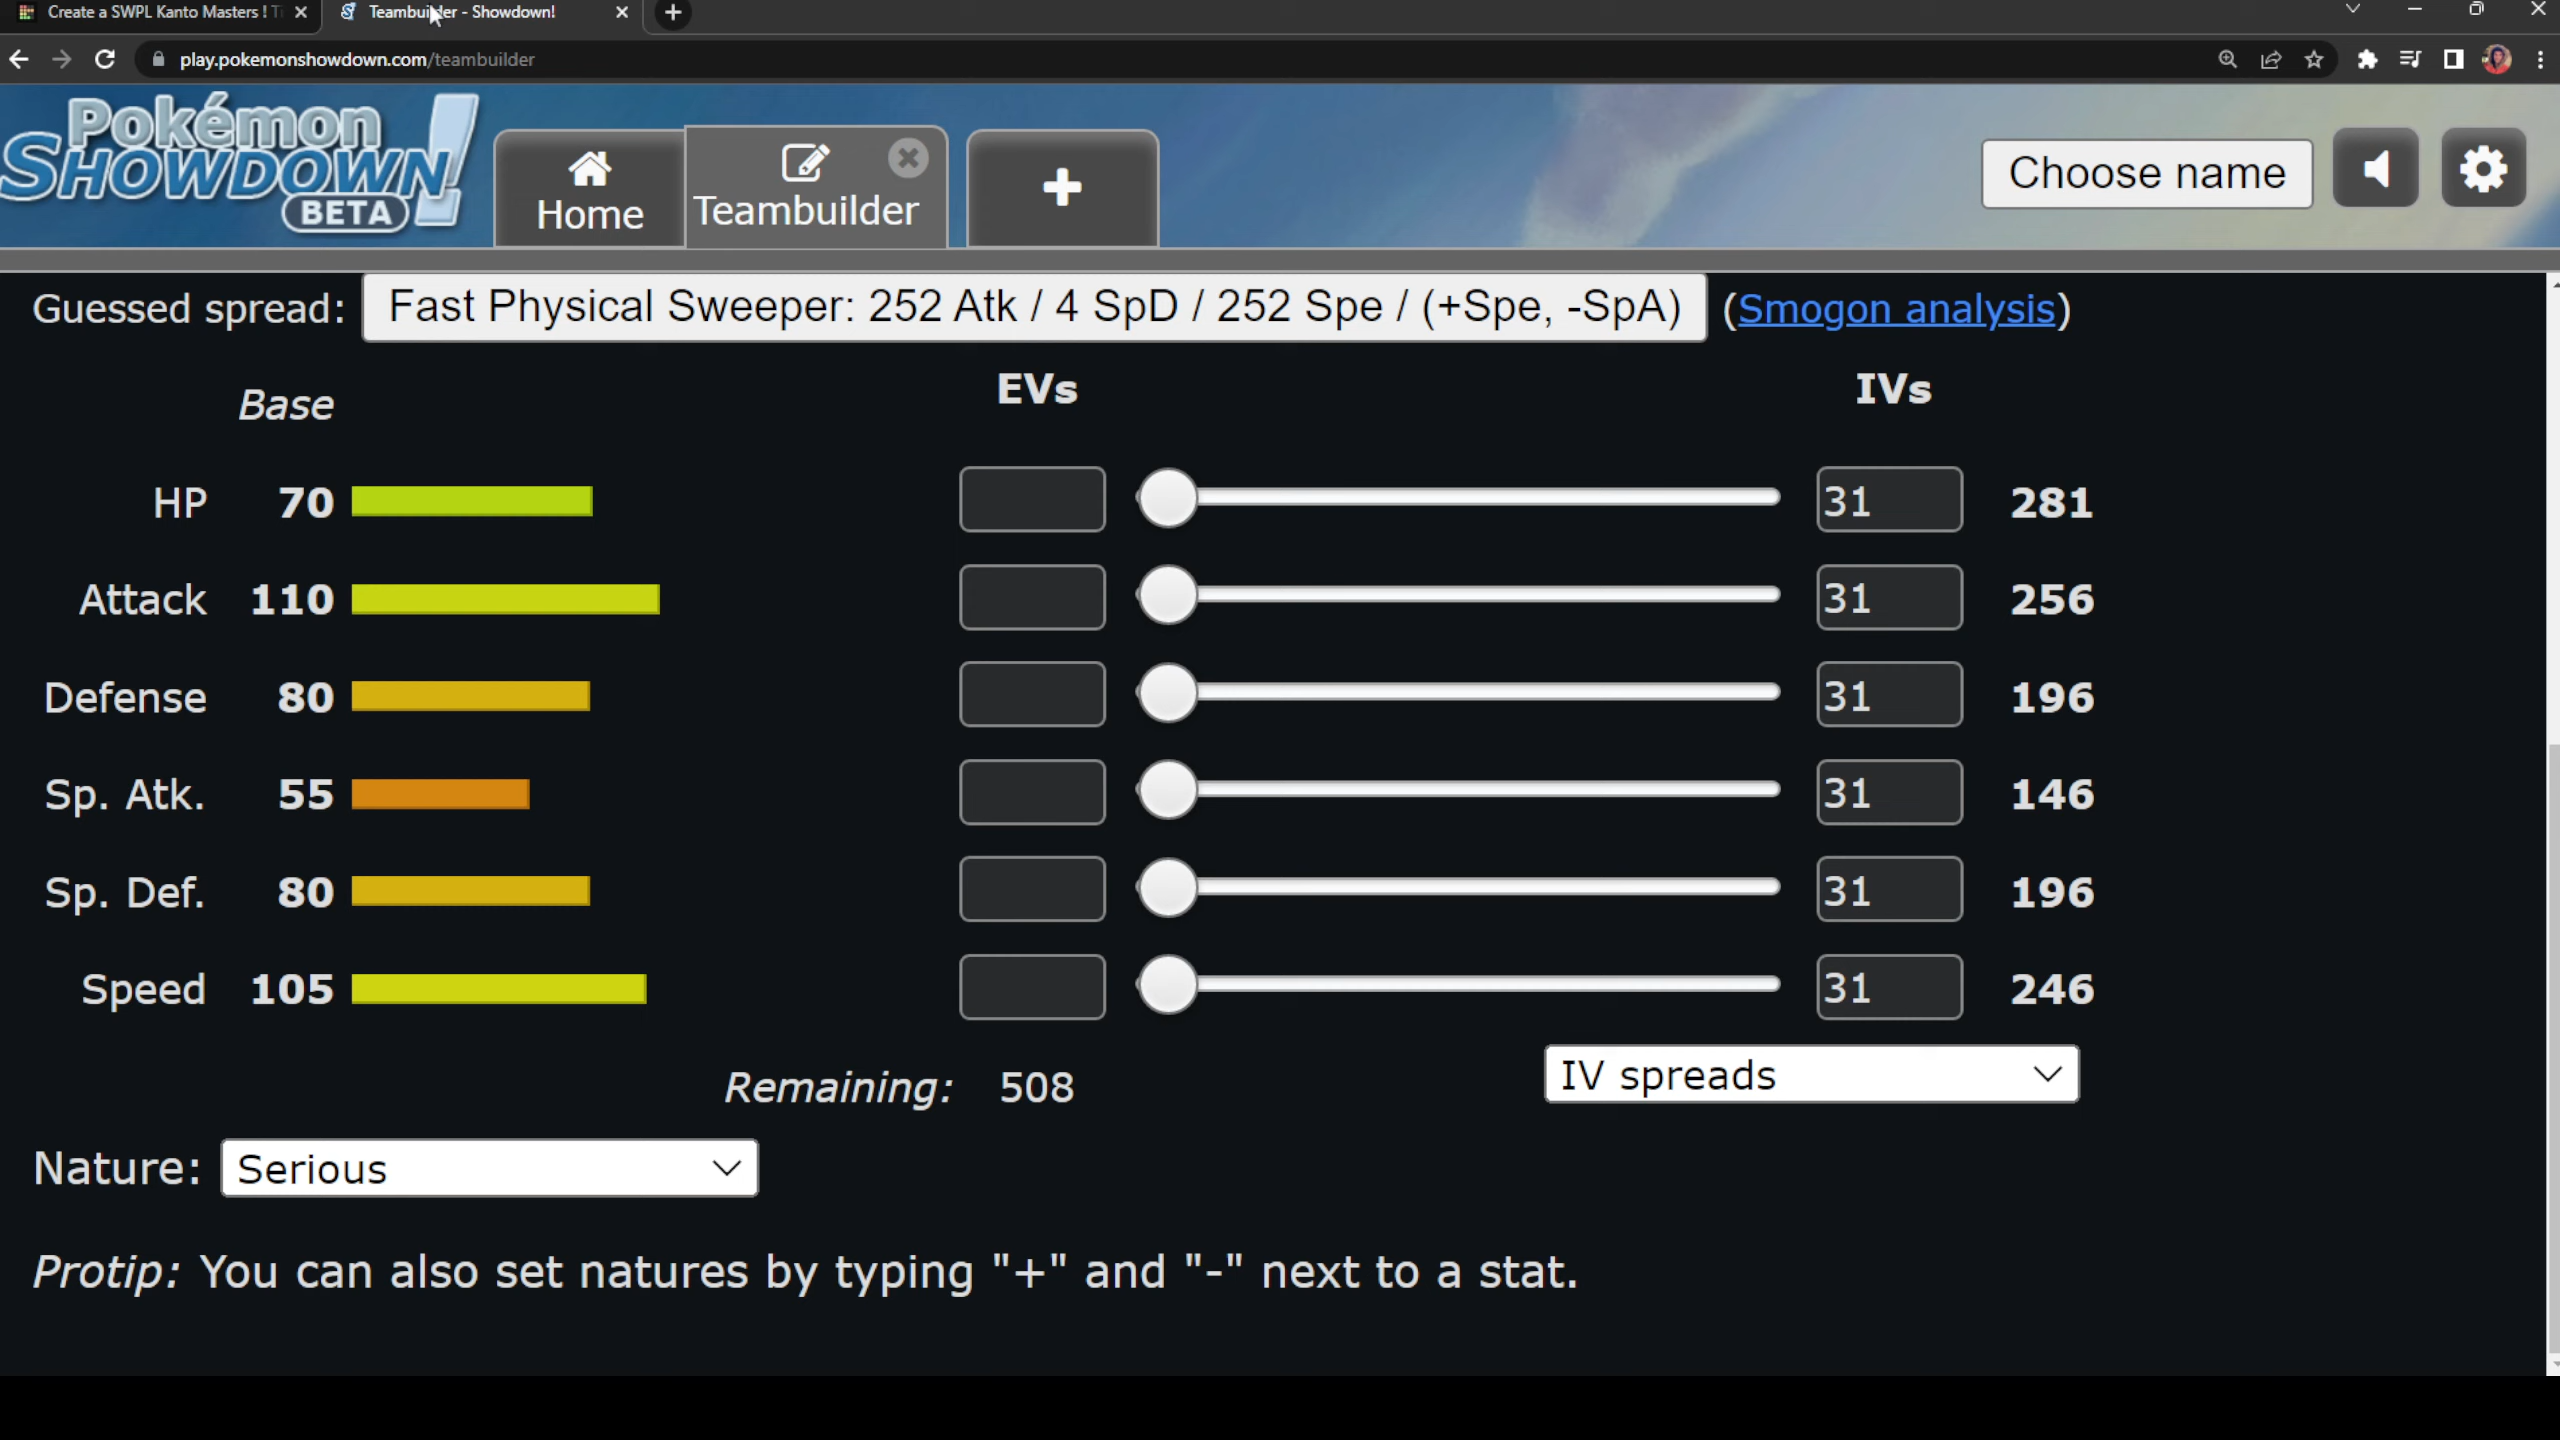 Create a SWPL Kanto Masters ! Ti
Teambuilder - Showdown!
play.pokemonshowdown.com/teambuilder
Pokémon
SHOWDOWN!
BETA
Home
Teambuilder
Choose name
Guessed spread: Fast Physical Sweeper: 252 Atk / 4 SpD / 252 Spe / (+Spe, -SpA) (Smogon analysis)
Base EVs IVs
HP 70 31 281
Attack 110 31 256
Defense 80 31 196
Sp. Atk. 55 31 146
Sp. Def. 80 31 196
Speed 105 31 246
Remaining: 508 IV spreads
Nature: Serious
Protip: You can also set natures by typing "+" and "-" next to a stat.